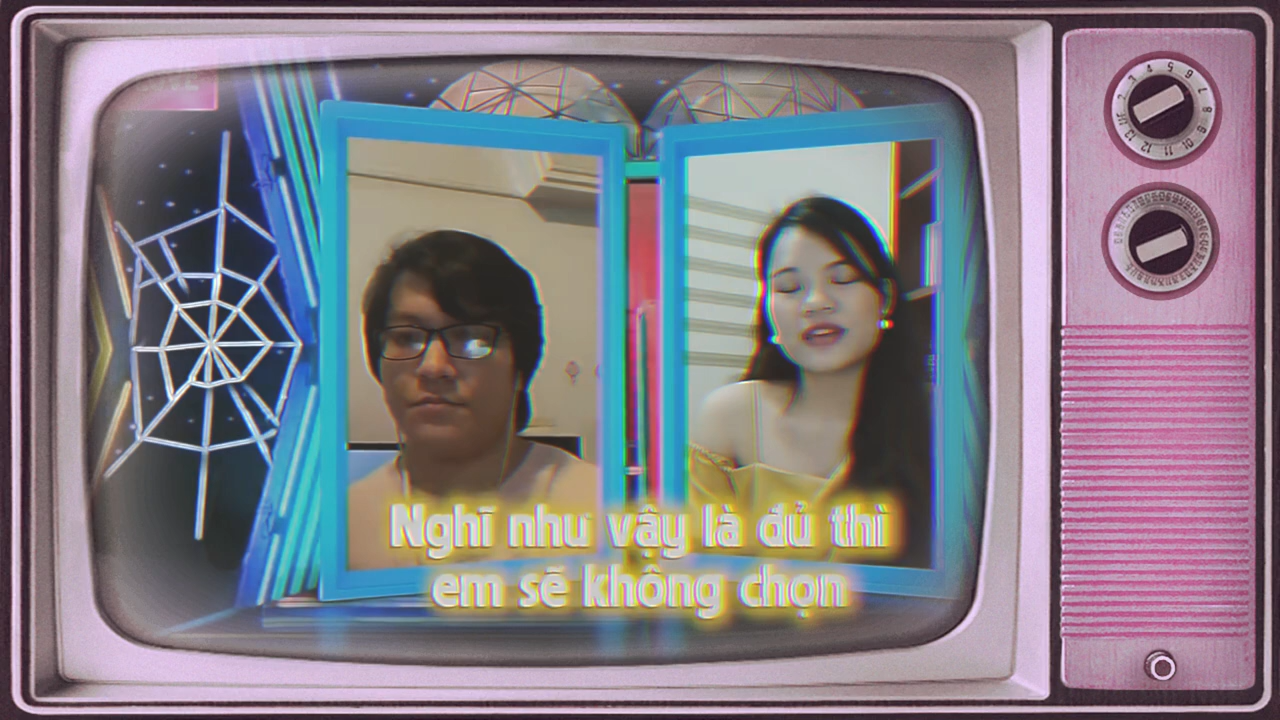 Nghĩ như vậy là đủ thì
em sẽ không chọn